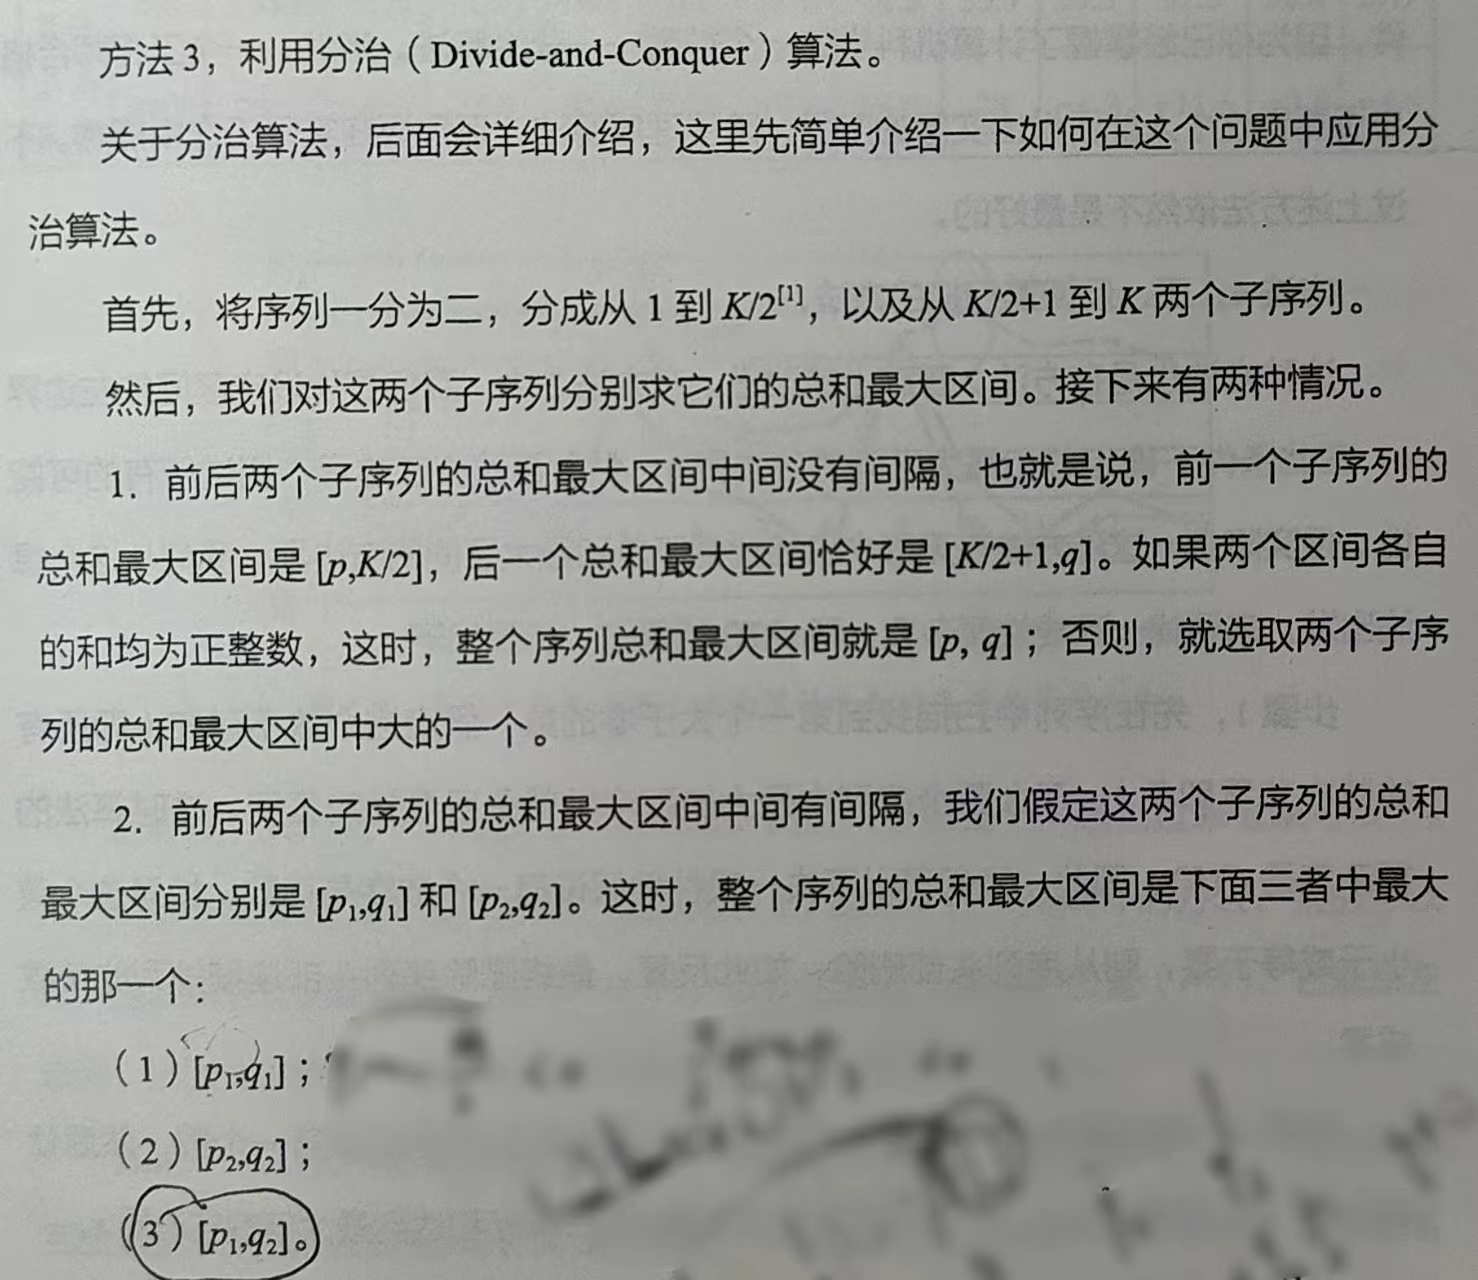 方法 3，利用分治（Divide-and-Conquer）算法。
关于分治算法，后面会详细介绍，这里先简单介绍一下如何在这个问题中应用分
治算法。
首先，将序列一分为二，分成从 1 到 K/2[1]，以及从 K/2+1 到 K 两个子序列。
然后，我们对这两个子序列分别求它们的总和最大区间。接下来有两种情况。
1. 前后两个子序列的总和最大区间中间没有间隔，也就是说，前一个子序列的
总和最大区间是 [p,K/2]，后一个总和最大区间恰好是 [K/2+1,q]。如果两个区间各自
的和均为正整数，这时，整个序列总和最大区间就是 [p, q]；否则，就选取两个子序
列的总和最大区间中大的一个。
2. 前后两个子序列的总和最大区间中间有间隔，我们假定这两个子序列的总和
最大区间分别是 [p1,q1] 和 [p2,q2]。这时，整个序列的总和最大区间是下面三者中最大
的那一个：
（1）[p1,q1]；
（2）[p2,q2]；
（3）[p1,q2]。